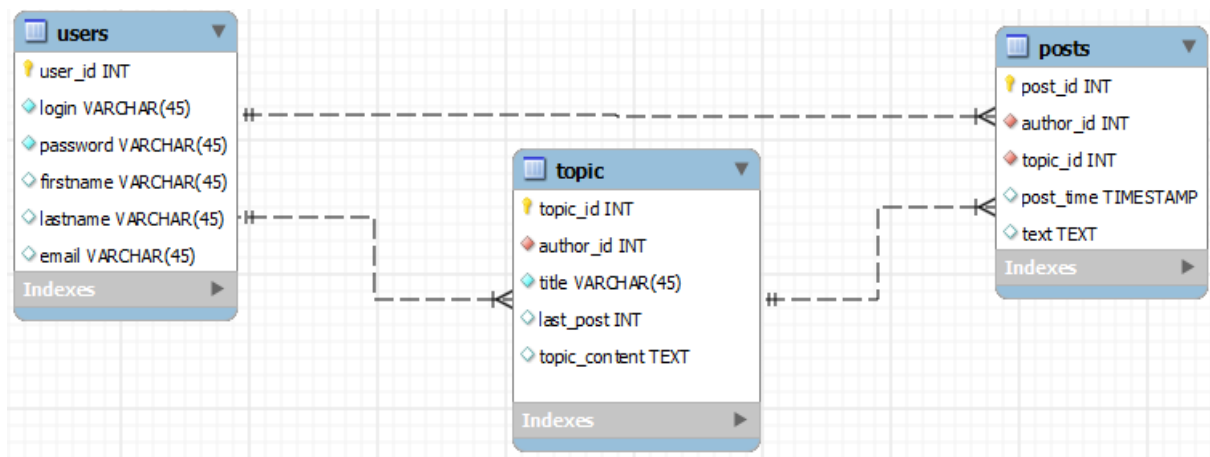 users
user_id INT
login VARCHAR(45)
password VARCHAR(45)
firstname VARCHAR(45)
lastname VARCHAR(45)
email VARCHAR(45)
Indexes
topic
topic_id INT
author_id INT
title VARCHAR(45)
last_post INT
topic_content TEXT
Indexes
posts
post_id INT
author_id INT
topic_id INT
post_time TIMESTAMP
text TEXT
Indexes